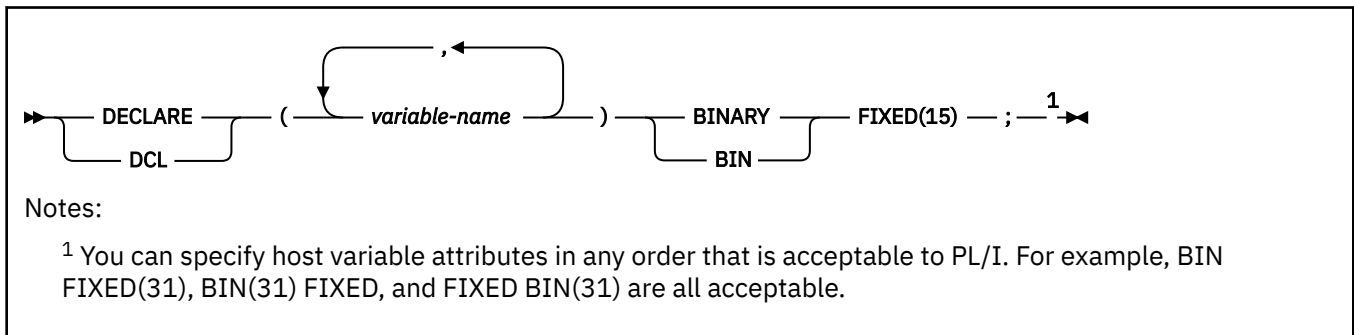 ,
DECLARE ( variable-name ) BINARY FIXED(15) ; 1
DCL BIN
Notes:
1 You can specify host variable attributes in any order that is acceptable to PL/I. For example, BIN
FIXED(31), BIN(31) FIXED, and FIXED BIN(31) are all acceptable.